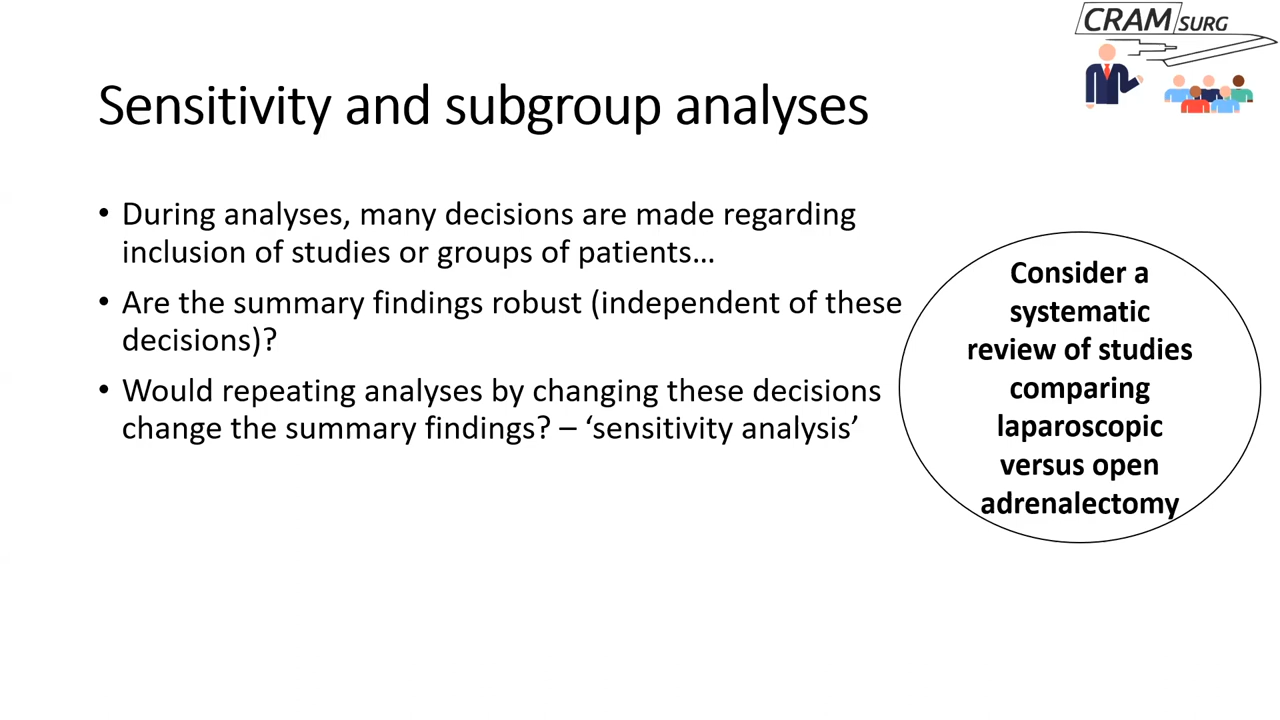 CRAM SURG
Sensitivity and subgroup analyses
• During analyses, many decisions are made regarding
inclusion of studies or groups of patients…
• Are the summary findings robust (independent of these
decisions)?
• Would repeating analyses by changing these decisions
change the summary findings? – ‘sensitivity analysis’
Consider a
systematic
review of studies
comparing
laparoscopic
versus open
adrenalectomy